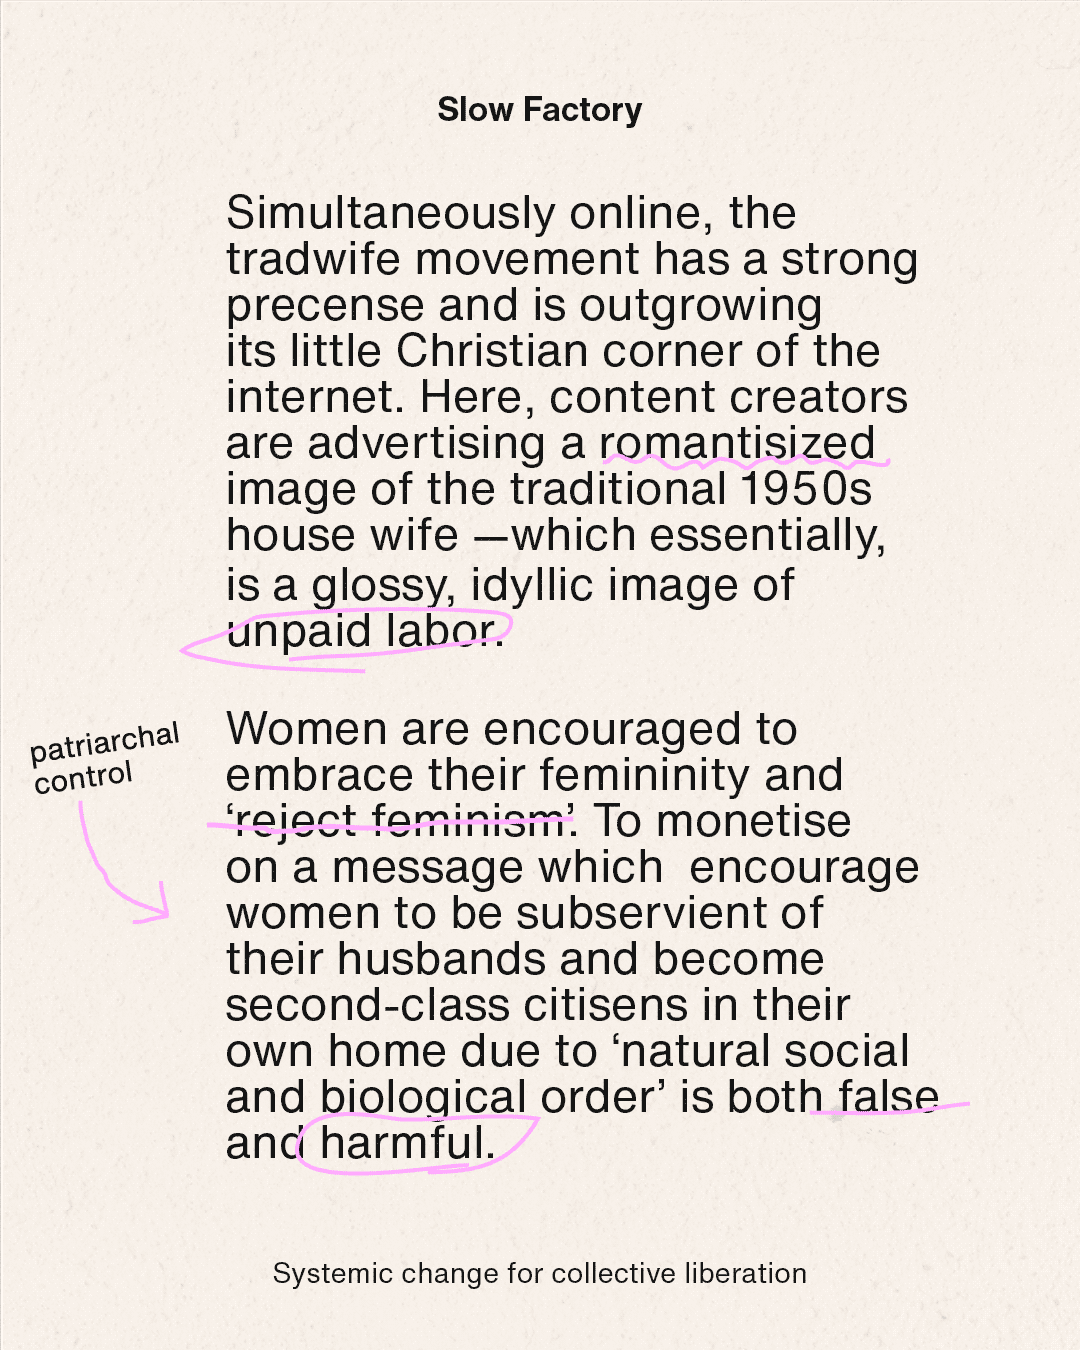 Slow Factory
Simultaneously online, the
tradwife movement has a strong
precense and is outgrowing
its little Christian corner of the
internet. Here, content creators
are advertising a romantisized
image of the traditional 1950s
house wife —which essentially,
is a glossy, idyllic image of
unpaid labor.
patriarchal
control
Women are encouraged to
embrace their femininity and
‘reject feminism’. To monetise
on a message which  encourage
women to be subservient of
their husbands and become
second-class citisens in their
own home due to ‘natural social
and biological order’ is both false
and harmful.
Systemic change for collective liberation